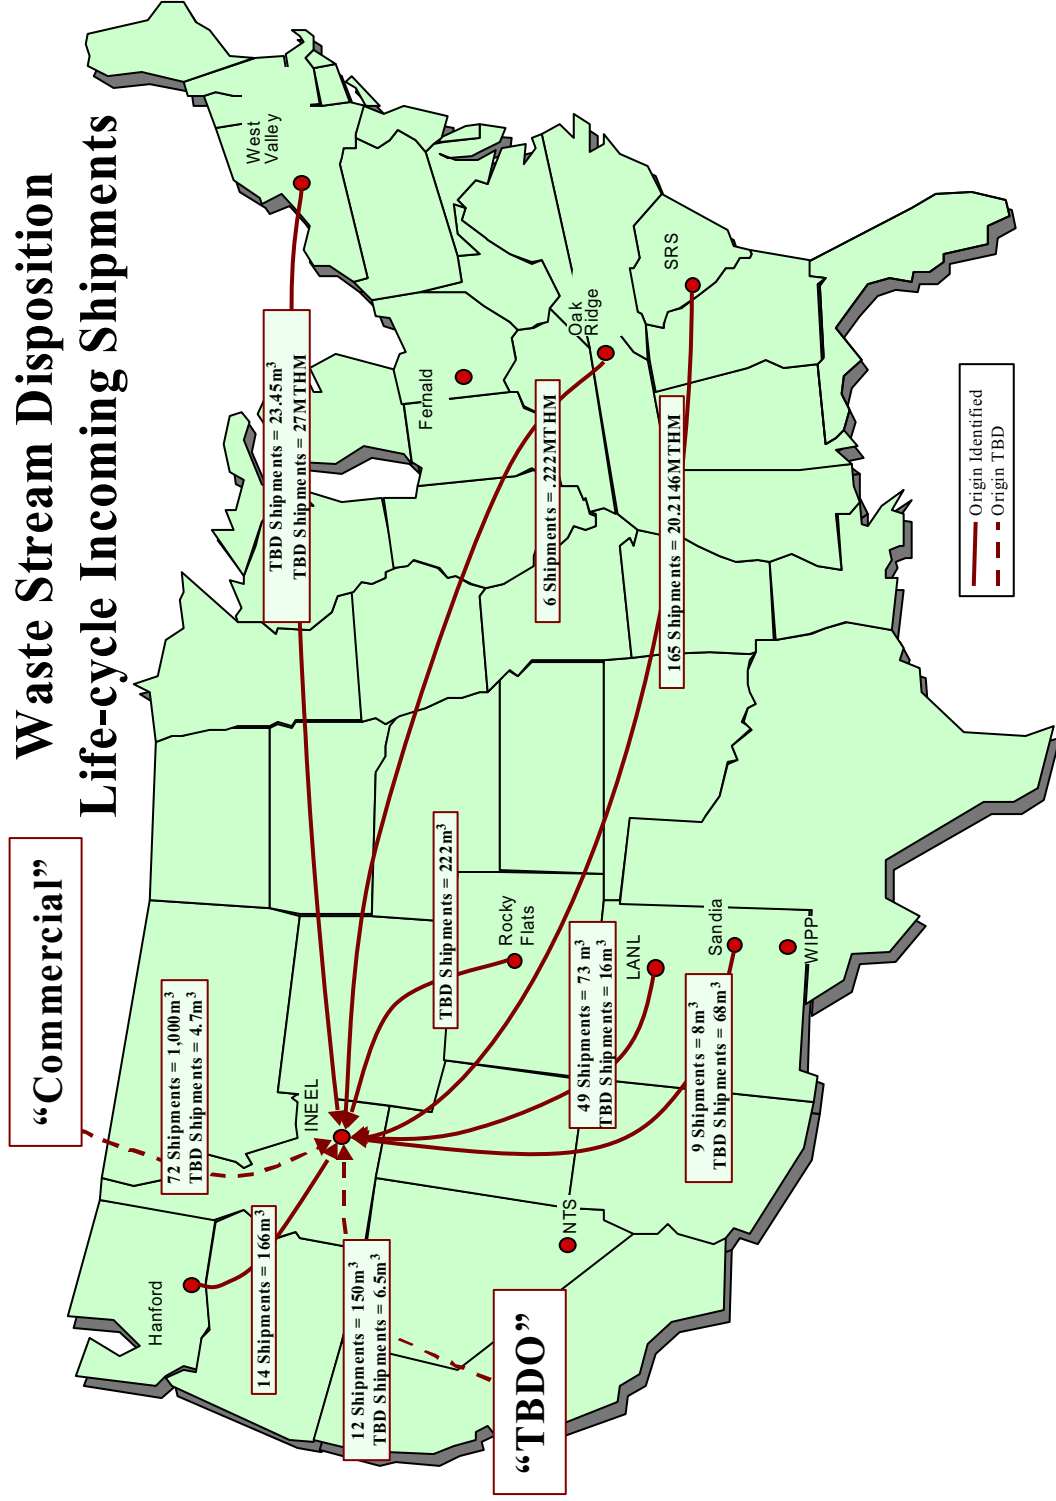 Waste Stream Disposition
Life-cycle Incoming Shipments
“Commercial”
72 Shipments = 1,000m³
TBD Shipments = 4.7m³
TBD Shipments = 23.45m³
TBD Shipments = 27MTHM
West
Valley
Hanford
14 Shipments = 166m³
INEEL
12 Shipments = 150m³
TBD Shipments = 6.5m³
“TBDO”
TBD Shipments = 222m³
Rocky
Flats
Fernald
6 Shipments = .222MTHM
Oak
Ridge
NTS
49 Shipments = 73 m³
TBD Shipments = 16m³
LANL
165 Shipments = 20.2146MTHM
SRS
9 Shipments = 8m³
TBD Shipments = 68m³
Sandia
WIPP
Origin Identified
Origin TBD